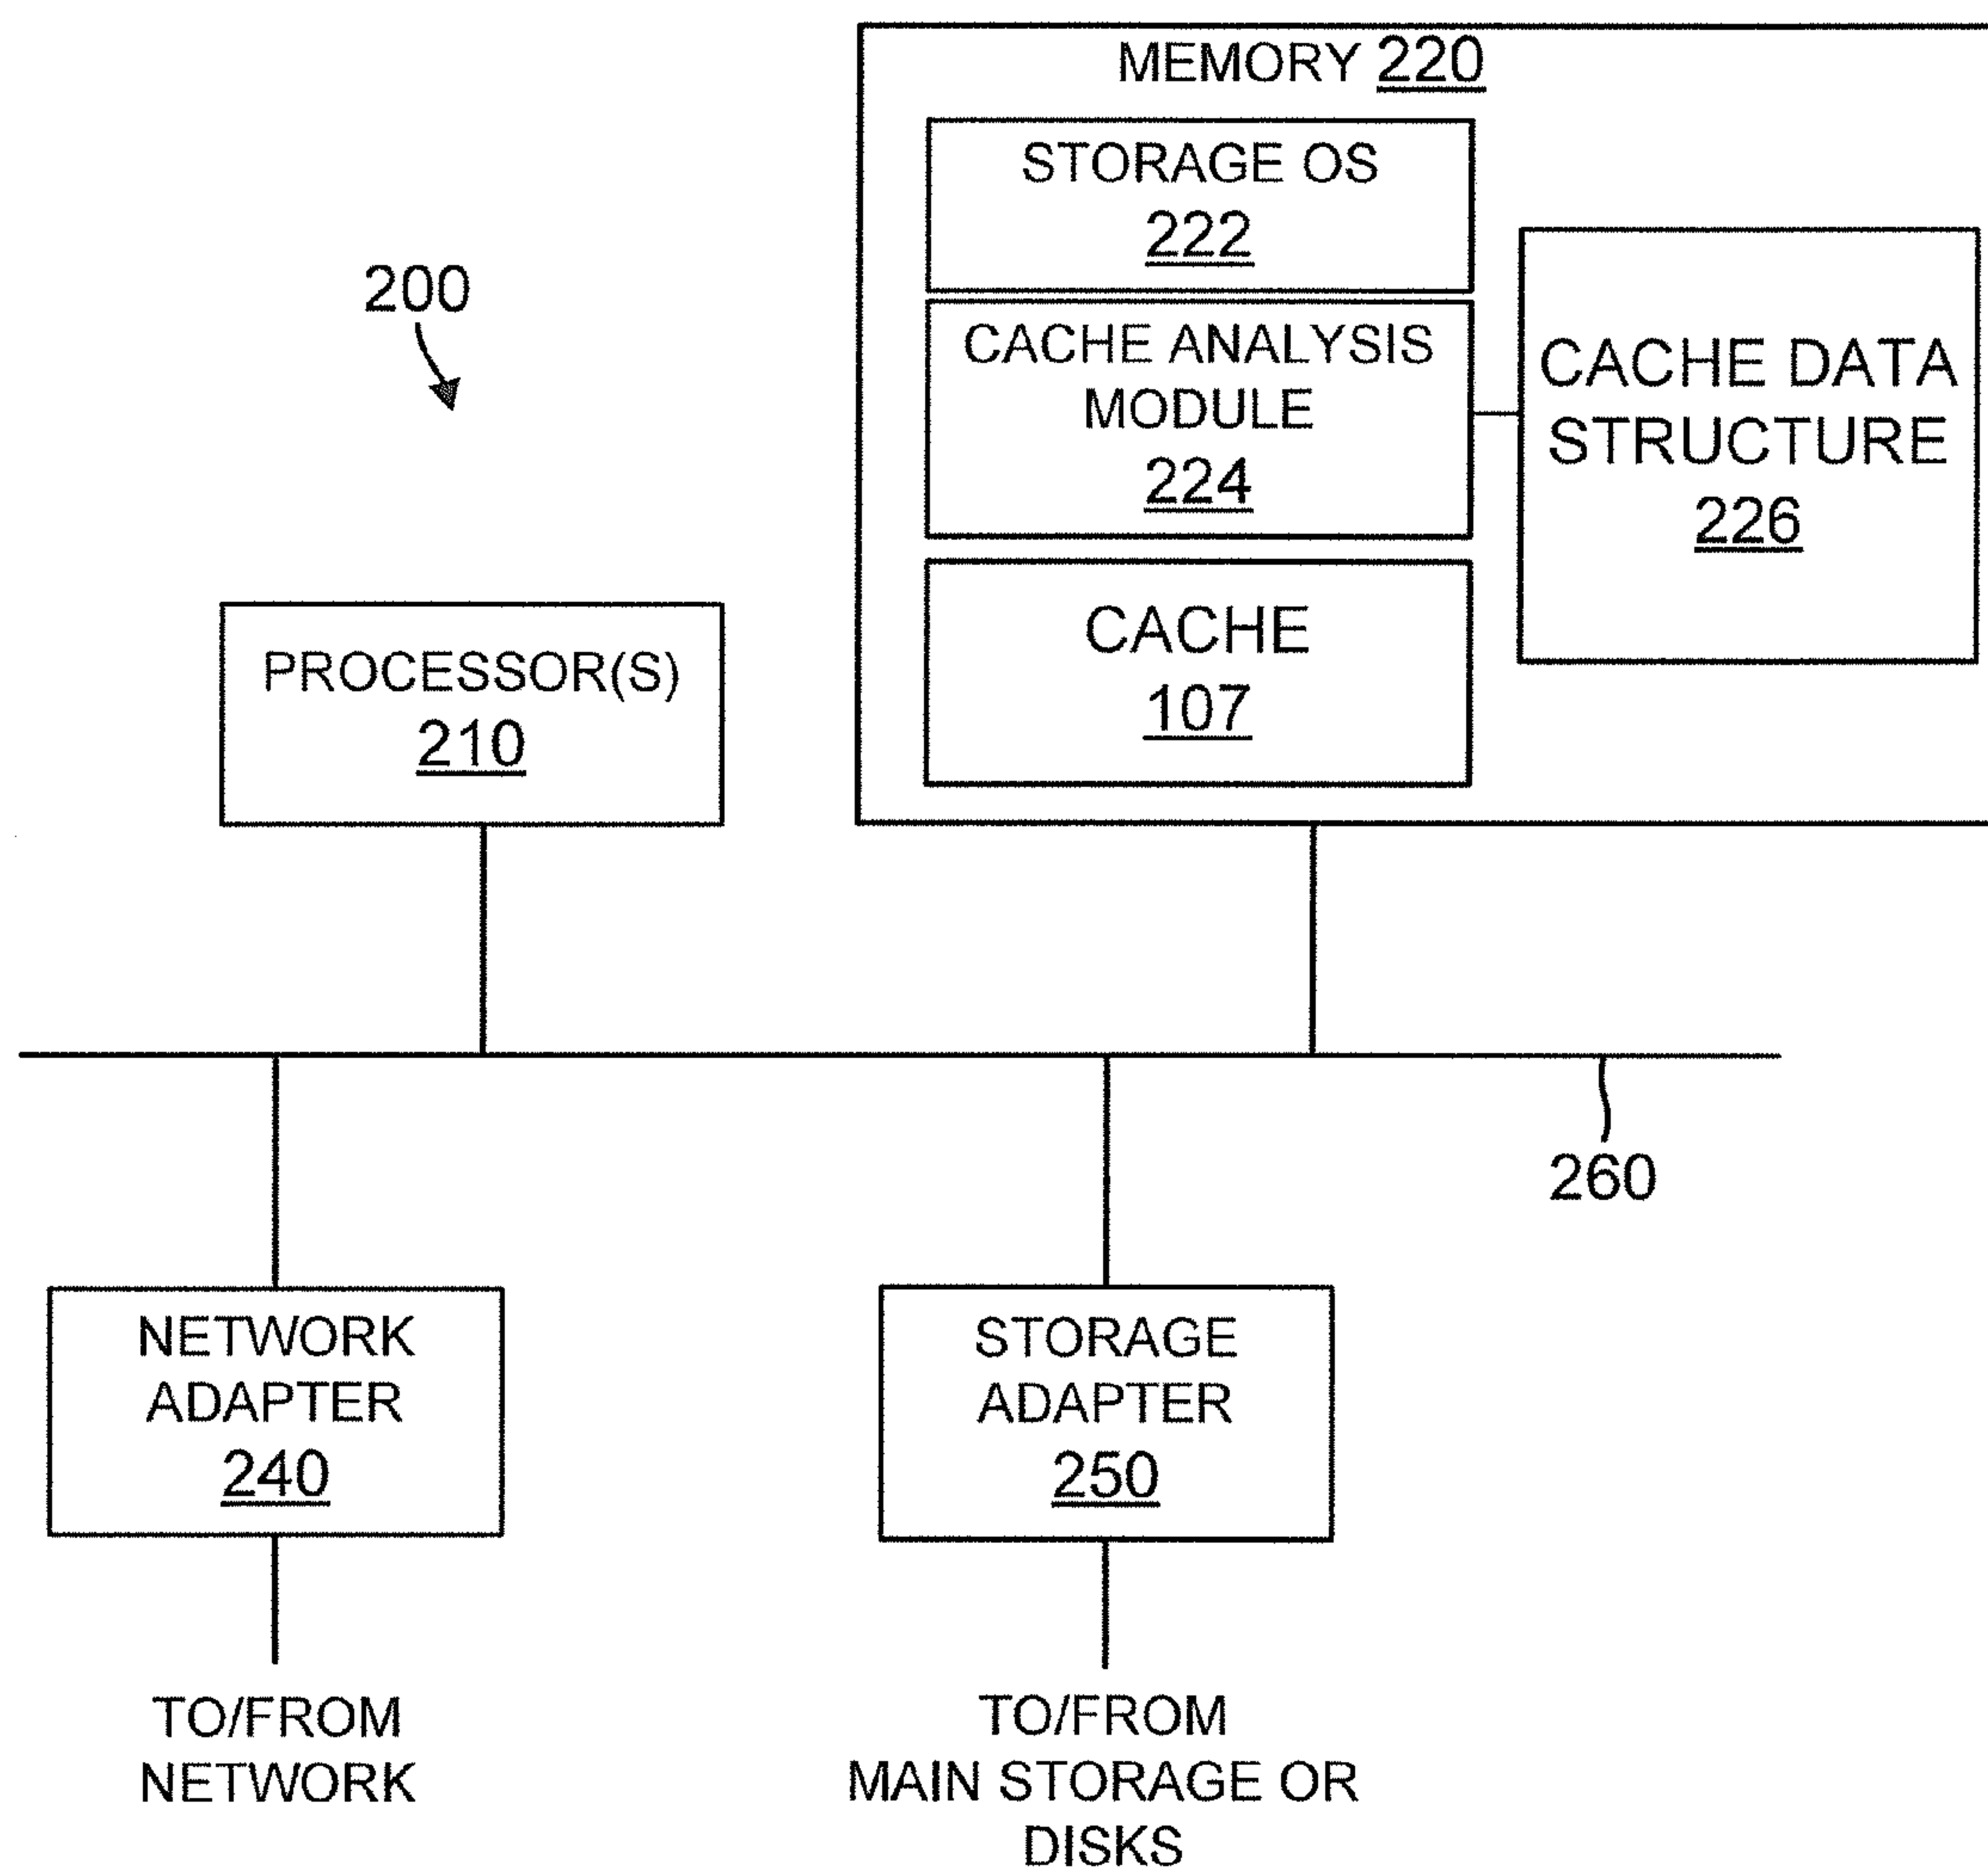 MEMORY 220
STORAGE OS
222
200
CACHE ANALYSIS
MODULE
224
CACHE DATA
STRUCTURE
226
CACHE
107
PROCESSOR(S)
210
260
NETWORK
ADAPTER
240
STORAGE
ADAPTER
250
TO/FROM
NETWORK
TO/FROM
MAIN STORAGE OR
DISKS